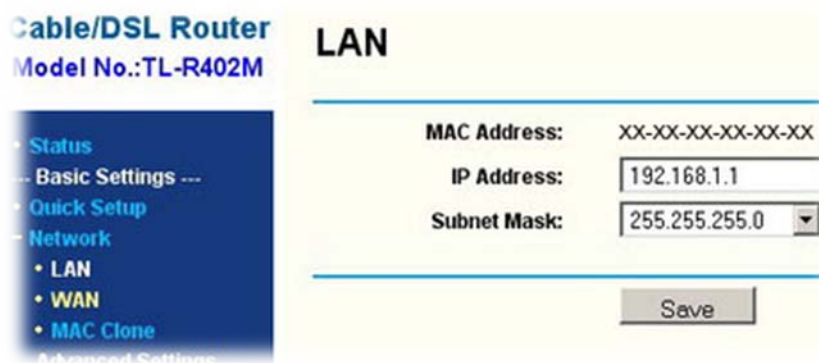 Cable/DSL Router
Model No.:TL-R402M
• Status
--- Basic Settings ---
• Quick Setup
- Network
• LAN
• WAN
• MAC Clone
Advanced Settings
LAN
MAC Address: XX-XX-XX-XX-XX-XX
IP Address: 192.168.1.1
Subnet Mask: 255.255.255.0
Save